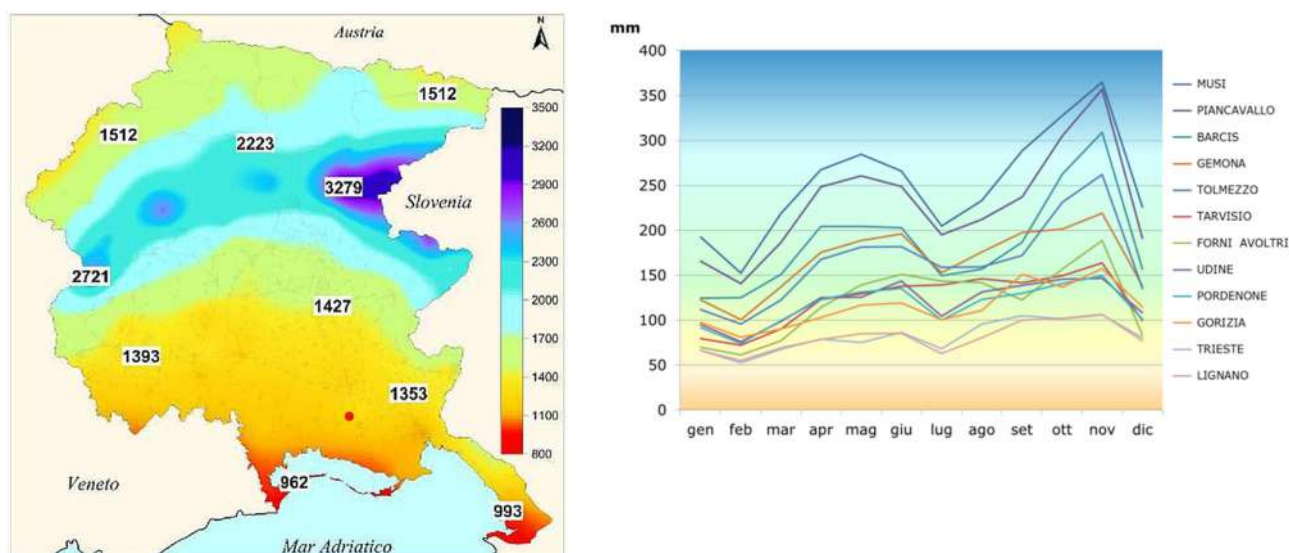 N
Austria
1512
1512
2223
3279
Slovenia
2721
1427
1393
1353
Veneto
962
993
Mar Adriatico
3500
3200
2900
2600
2300
2000
1700
1400
1100
800
mm
400
350
300
250
200
150
100
50
0
gen feb mar apr mag giu lug ago set ott nov dic
MUSI
PIANCAVALLO
BARCIS
GEMONA
TOLMEZZO
TARVISIO
FORNI AVOLTRI
UDINE
PORDENONE
GORIZIA
TRIESTE
LIGNANO